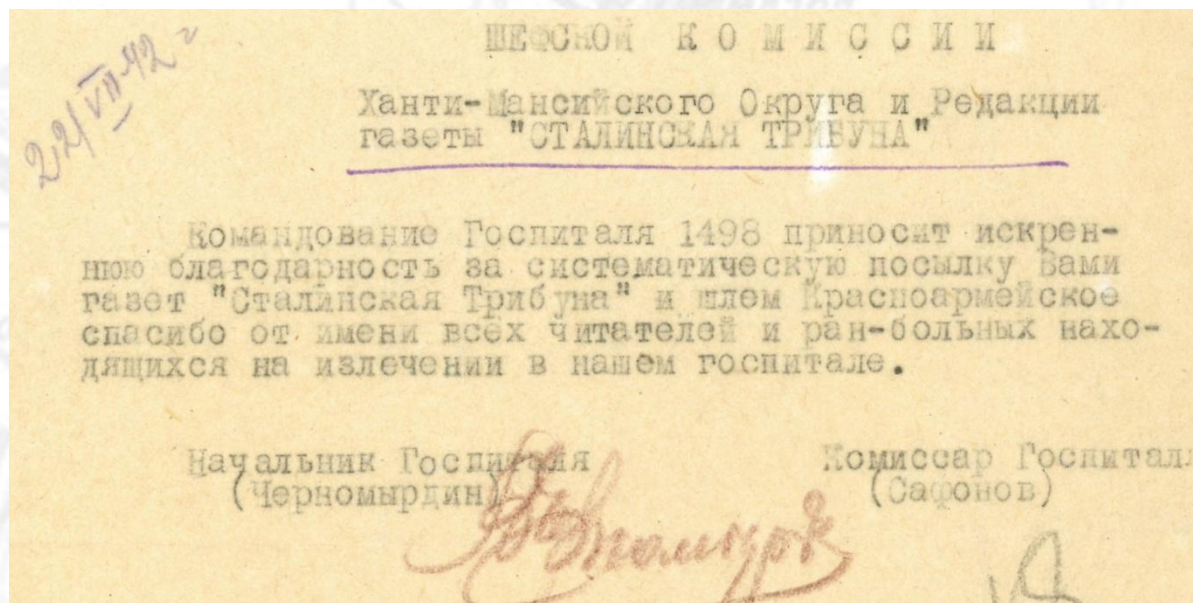 22/VII-42 г
ШЕФСКОЙ КОМИССИИ
Ханти-Мансийского Округа и Редакции
газеты "СТАЛИНСКАЯ ТРИБУНА"
Командование Госпиталя 1498 приносит искрен-
нюю благодарность за систематическую посылку Вами
газет "Сталинская Трибуна" и шлем Красноармейское
спасибо от имени всех читателей и ран-больных нахо-
дящихся на излечении в нашем госпитале.
Начальник Госпиталя
(Черномырдин)
Комиссар Госпитал
(Сафонов)